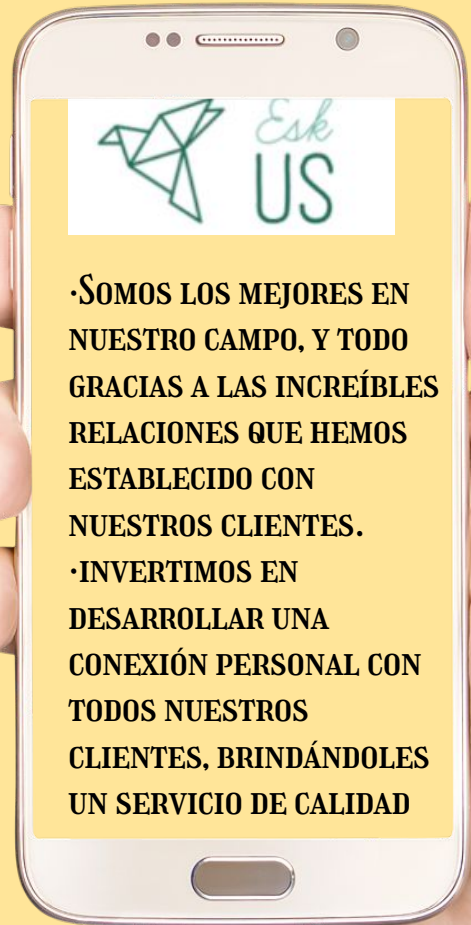 Esk
US
·SOMOS LOS MEJORES EN
NUESTRO CAMPO, Y TODO
GRACIAS A LAS INCREÍBLES
RELACIONES QUE HEMOS
ESTABLECIDO CON
NUESTROS CLIENTES.
·INVERTIMOS EN
DESARROLLAR UNA
CONEXIÓN PERSONAL CON
TODOS NUESTROS
CLIENTES, BRINDÁNDOLES
UN SERVICIO DE CALIDAD